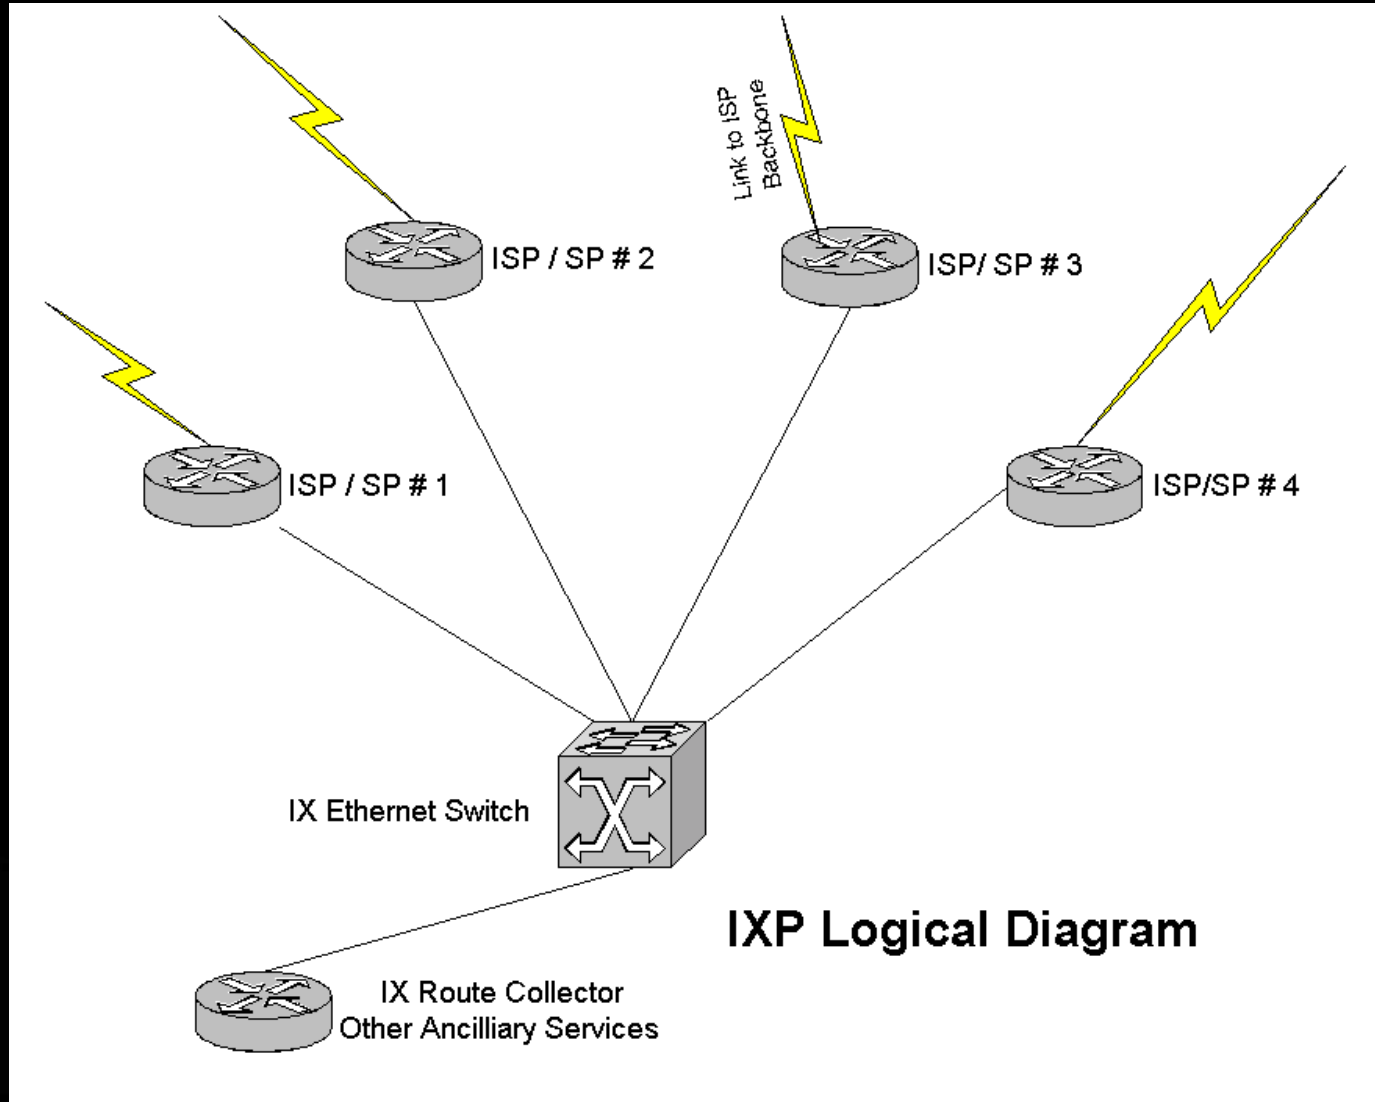 Link to ISP
Backbone
ISP / SP # 2
ISP/ SP # 3
ISP / SP # 1
ISP/SP # 4
IX Ethernet Switch
IXP Logical Diagram
IX Route Collector
Other Ancilliary Services